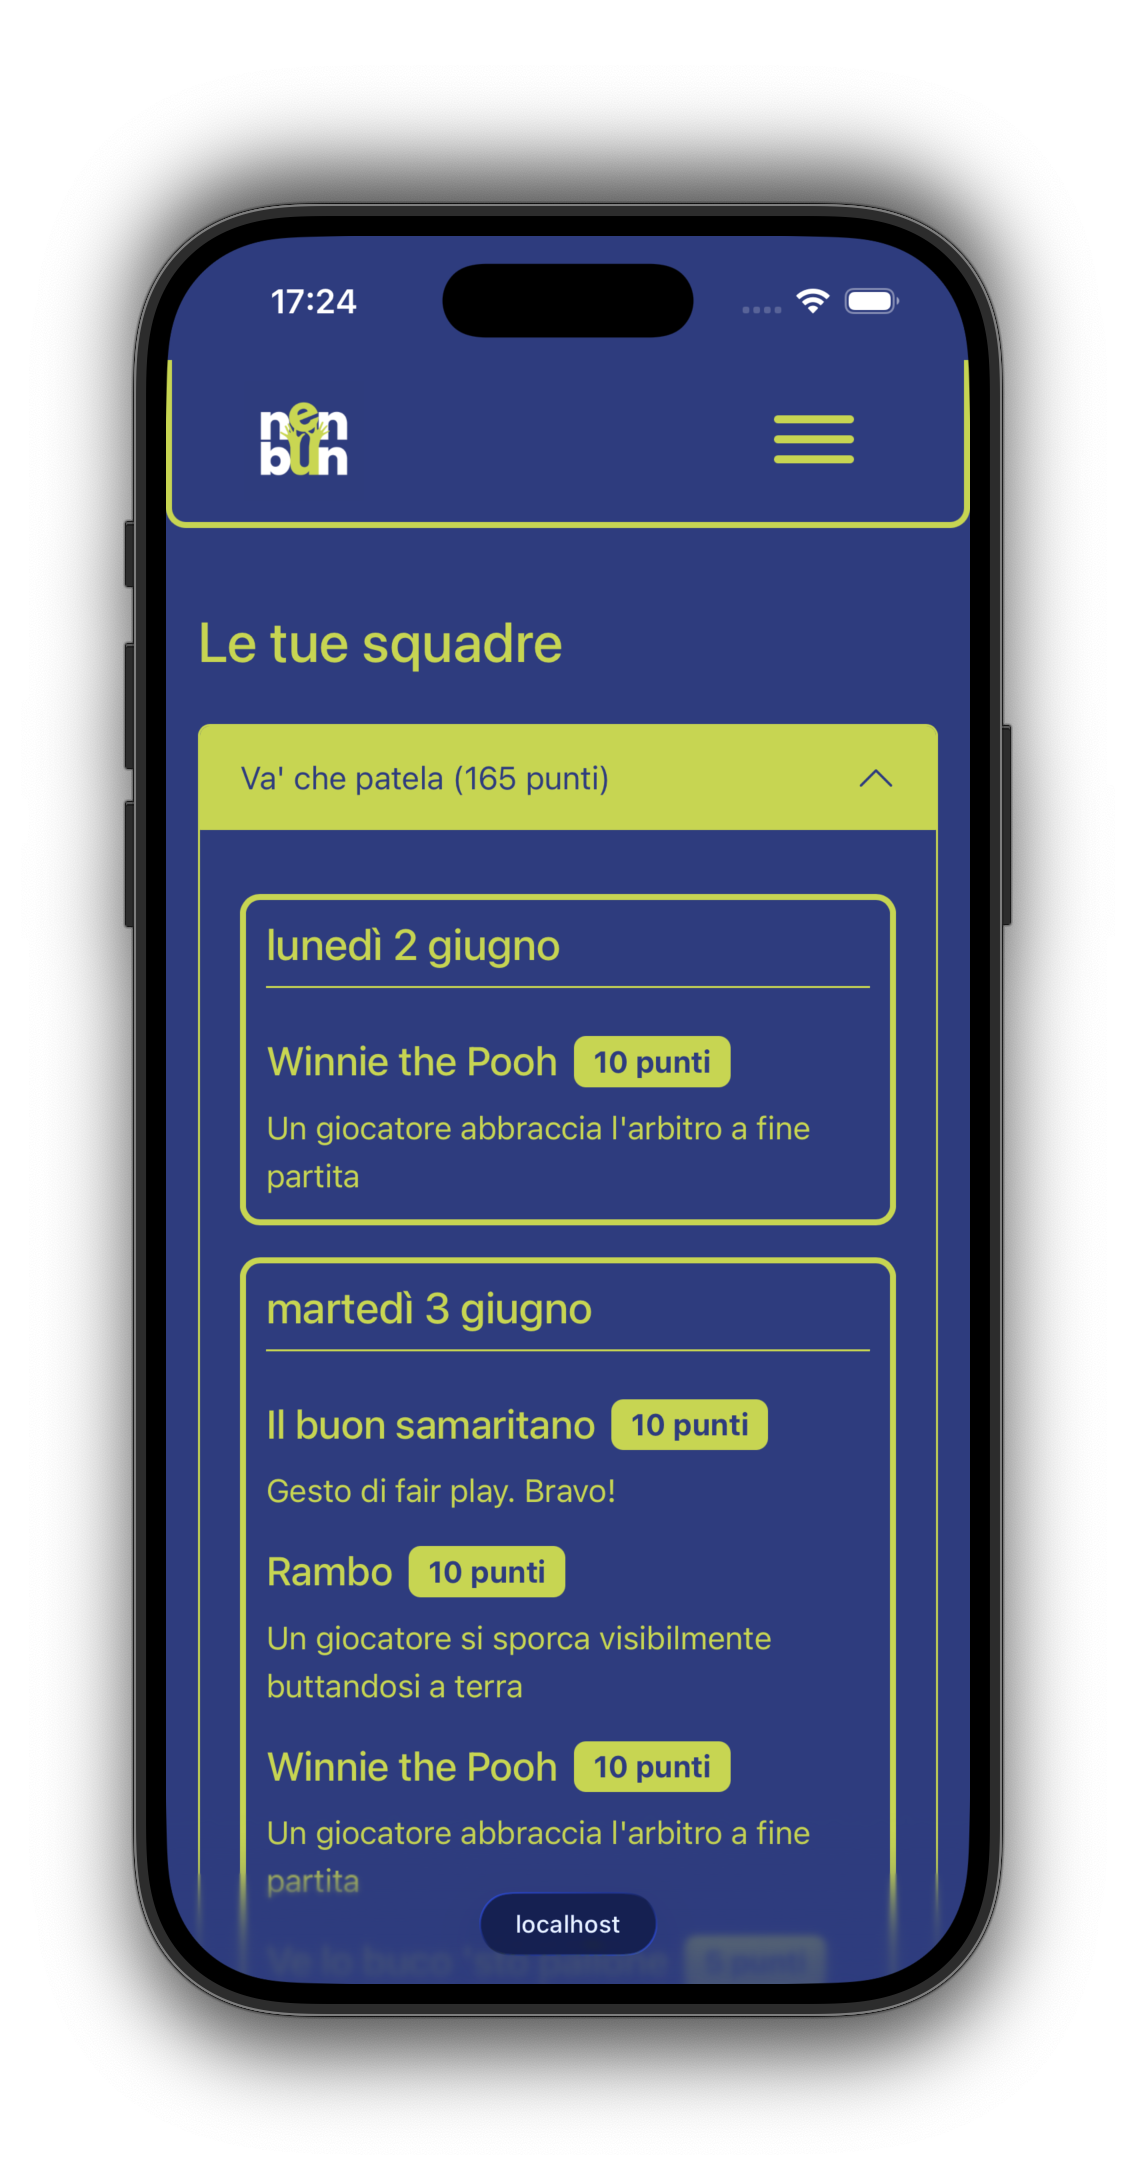 17:24
nen
bun
Le tue squadre
Va' che patela (165 punti)
lunedì 2 giugno
Winnie the Pooh 10 punti
Un giocatore abbraccia l'arbitro a fine
partita
martedì 3 giugno
Il buon samaritano 10 punti
Gesto di fair play. Bravo!
Rambo 10 punti
Un giocatore si sporca visibilmente
buttandosi a terra
Winnie the Pooh 10 punti
Un giocatore abbraccia l'arbitro a fine
partita
localhost